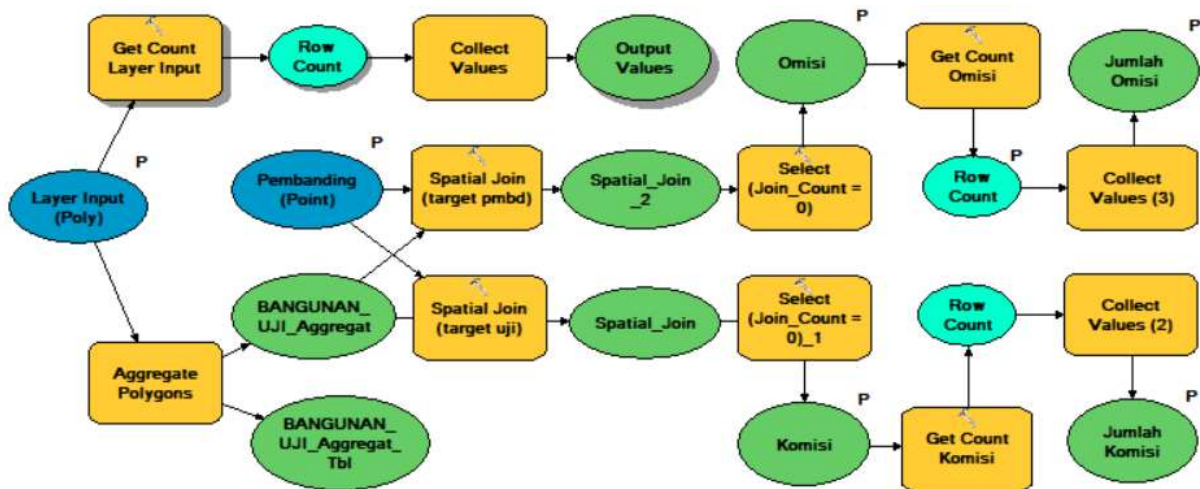 P
P
Get Count
Layer Input
Row
Count
Collect
Values
Output
Values
Omisi
Get Count
Omisi
Jumlah
Omisi
P
P
P
Layer Input
(Poly)
Pembanding
(Point)
Spatial Join
(target pmbd)
Spatial_Join
_2
Select
(Join_Count =
0)
Row
Count
Collect
Values (3)
BANGUNAN_
UJI_Aggregat
Spatial Join
(target uji)
Spatial_Join
Select
(Join_Count =
0)_1
Row
Count
Collect
Values (2)
Aggregate
Polygons
P
P
BANGUNAN_
UJI_Aggregat_
Tbl
Komisi
Get Count
Komisi
Jumlah
Komisi